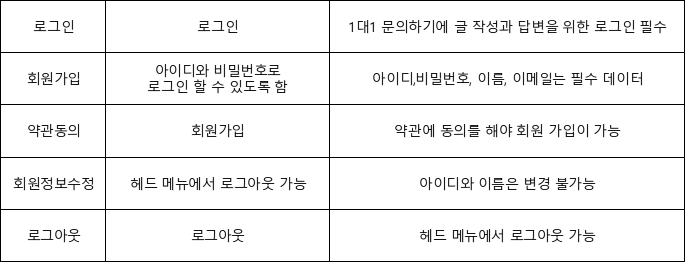 로그인 로그인 1대1 문의하기에 글 작성과 답변을 위한 로그인 필수
회원가입 아이디와 비밀번호로
로그인 할 수 있도록 함 아이디,비밀번호, 이름, 이메일는 필수 데이터
약관동의 회원가입 약관에 동의를 해야 회원 가입이 가능
회원정보수정 헤드 메뉴에서 로그아웃 가능 아이디와 이름은 변경 불가능
로그아웃 로그아웃 헤드 메뉴에서 로그아웃 가능